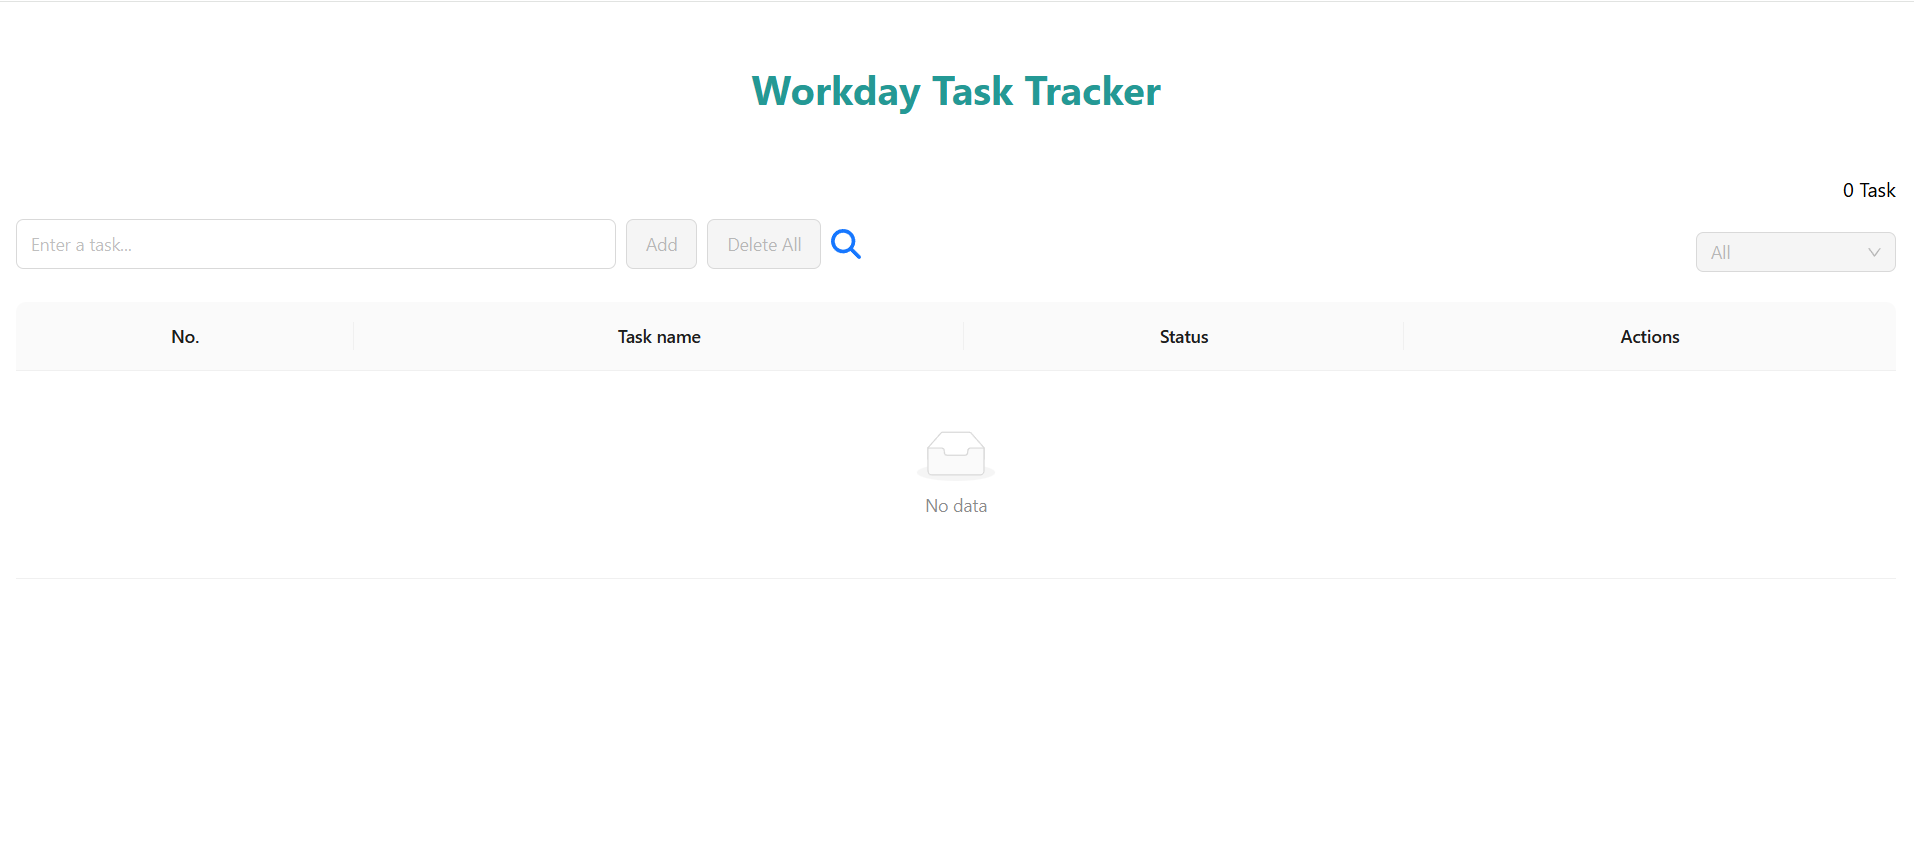 Workday Task Tracker
0 Task
Enter a task...
Add
Delete All
All
No.
Task name
Status
Actions
No data